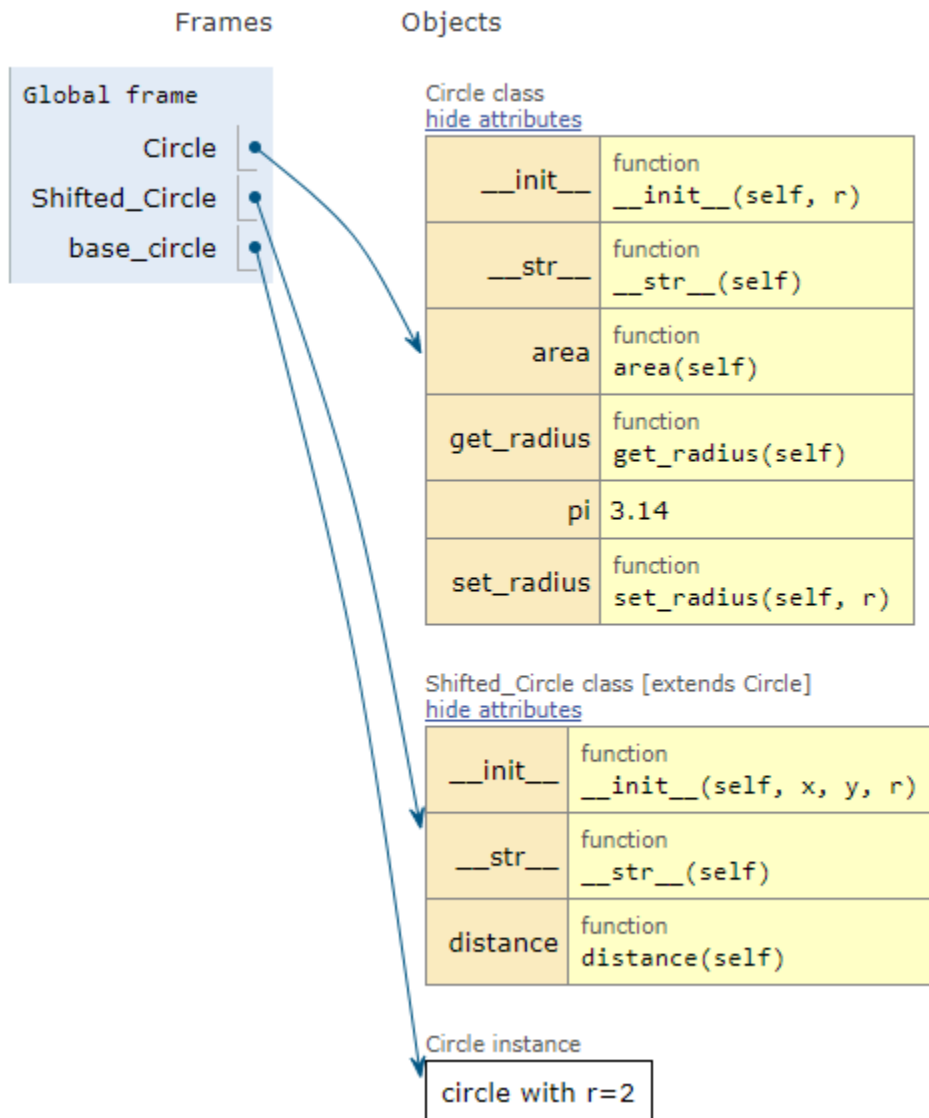 Frames Objects
Global frame
Circle
Shifted_Circle
base_circle
Circle class
hide attributes
__init__ function
__init__(self, r)
__str__ function
__str__(self)
area function
area(self)
get_radius function
get_radius(self)
pi 3.14
set_radius function
set_radius(self, r)
Shifted_Circle class [extends Circle]
hide attributes
__init__ function
__init__(self, x, y, r)
__str__ function
__str__(self)
distance function
distance(self)
Circle instance
circle with r=2